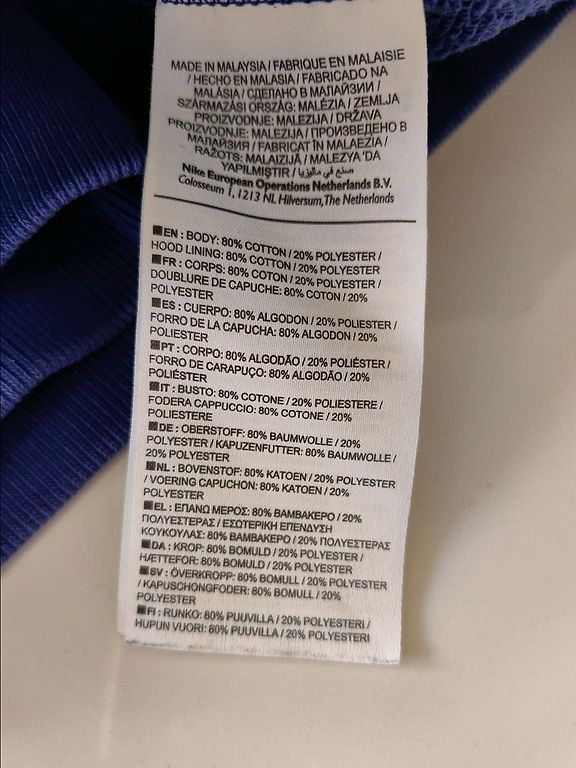 MADE IN MALAYSIA / FABRIQUE EN MALAISIE
/ HECHO EN MALASIA / FABRICADO NA
MALÁSIA / СДЕЛАНО В МАЛАЙЗИИ /
SZÁRMAZÁSI ORSZÁG: MALÉZIA / ZEMLJA
PROIZVODNJE: MALEZIJA / DRŽAVA
PROIZVODNJE: MALEZIJA / ПРОИЗВЕДЕНО В
МАЛАЙЗИЯ / FABRICAT ÎN MALAEZIA /
RAŽOTS: MALAIZIJĀ / MALEZYA 'DA
YAPILMIŞTIR / صنع في ماليزيا
Nike European Operations Netherlands B.V.
Colosseum 1, 1213 NL Hilversum, The Netherlands
EN : BODY: 80% COTTON / 20% POLYESTER /
HOOD LINING: 80% COTTON / 20% POLYESTER
FR : CORPS: 80% COTON / 20% POLYESTER /
DOUBLURE DE CAPUCHE: 80% COTON / 20%
POLYESTER
ES : CUERPO: 80% ALGODON / 20% POLIESTER /
FORRO DE LA CAPUCHA: 80% ALGODON / 20%
POLIESTER
PT : CORPO: 80% ALGODÃO / 20% POLIÉSTER /
FORRO DE CARAPUÇO: 80% ALGODÃO / 20%
POLIÉSTER
IT : BUSTO: 80% COTONE / 20% POLIESTERE /
FODERA CAPPUCCIO: 80% COTONE / 20%
POLIESTERE
DE : OBERSTOFF: 80% BAUMWOLLE / 20%
POLYESTER / KAPUZENFUTTER: 80% BAUMWOLLE /
20% POLYESTER
NL : BOVENSTOF: 80% KATOEN / 20% POLYESTER
/ VOERING CAPUCHON: 80% KATOEN / 20%
POLYESTER
EL : ΕΠΑΝΩ ΜΕΡΟΣ: 80% ΒΑΜΒΑΚΕΡΟ / 20%
ΠΟΛΥΕΣΤΕΡΑΣ / ΕΣΩΤΕΡΙΚΗ ΕΠΕΝΔΥΣΗ
ΚΟΥΚΟΥΛΑΣ: 80% ΒΑΜΒΑΚΕΡΟ / 20% ΠΟΛΥΕΣΤΕΡΑΣ
DA : KROP: 80% BOMULD / 20% POLYESTER /
HÆTTEFOR: 80% BOMULD / 20% POLYESTER
SV : ÖVERKROPP: 80% BOMULL / 20% POLYESTER
/ KAPUSCHONGFODER: 80% BOMULL / 20%
POLYESTER
FI : RUNKO: 80% PUUVILLA / 20% POLYESTERI /
HUPUN VUORI: 80% PUUVILLA / 20% POLYESTERI